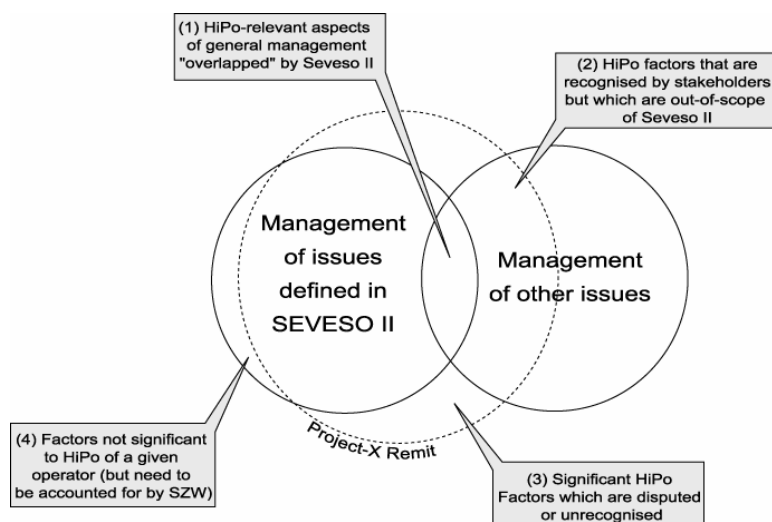 (1) HiPo-relevant aspects
of general management
"overlapped" by Seveso II
(2) HiPo factors that are
recognised by stakeholders
but which are out-of-scope
of Seveso II
Management
of issues
defined in
SEVESO II
Management
of other issues
(4) Factors not significant
to HiPo of a given
operator (but need to
be accounted for by SZW)
Project-X Remit
(3) Significant HiPo
Factors which are disputed
or unrecognised